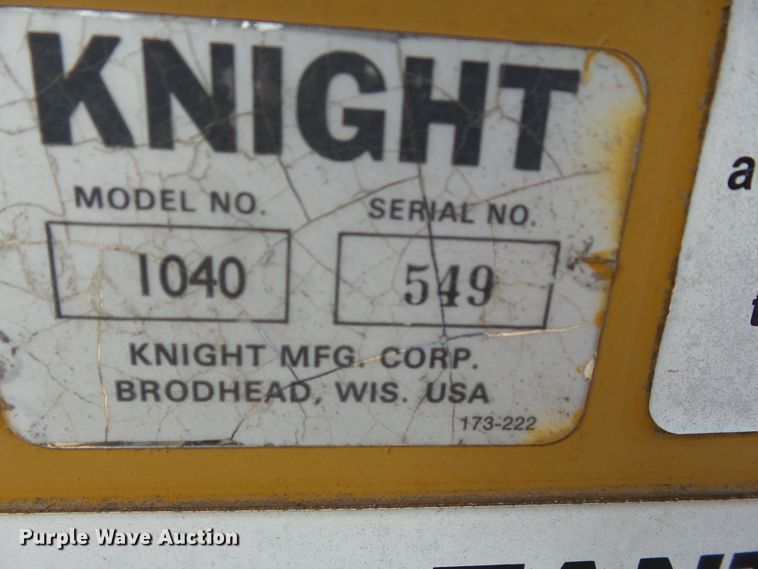 KNIGHT
MODEL NO. SERIAL NO.
1040 549
KNIGHT MFG. CORP.
BRODHEAD, WIS. USA
173-222
a
t
Purple Wave Auction